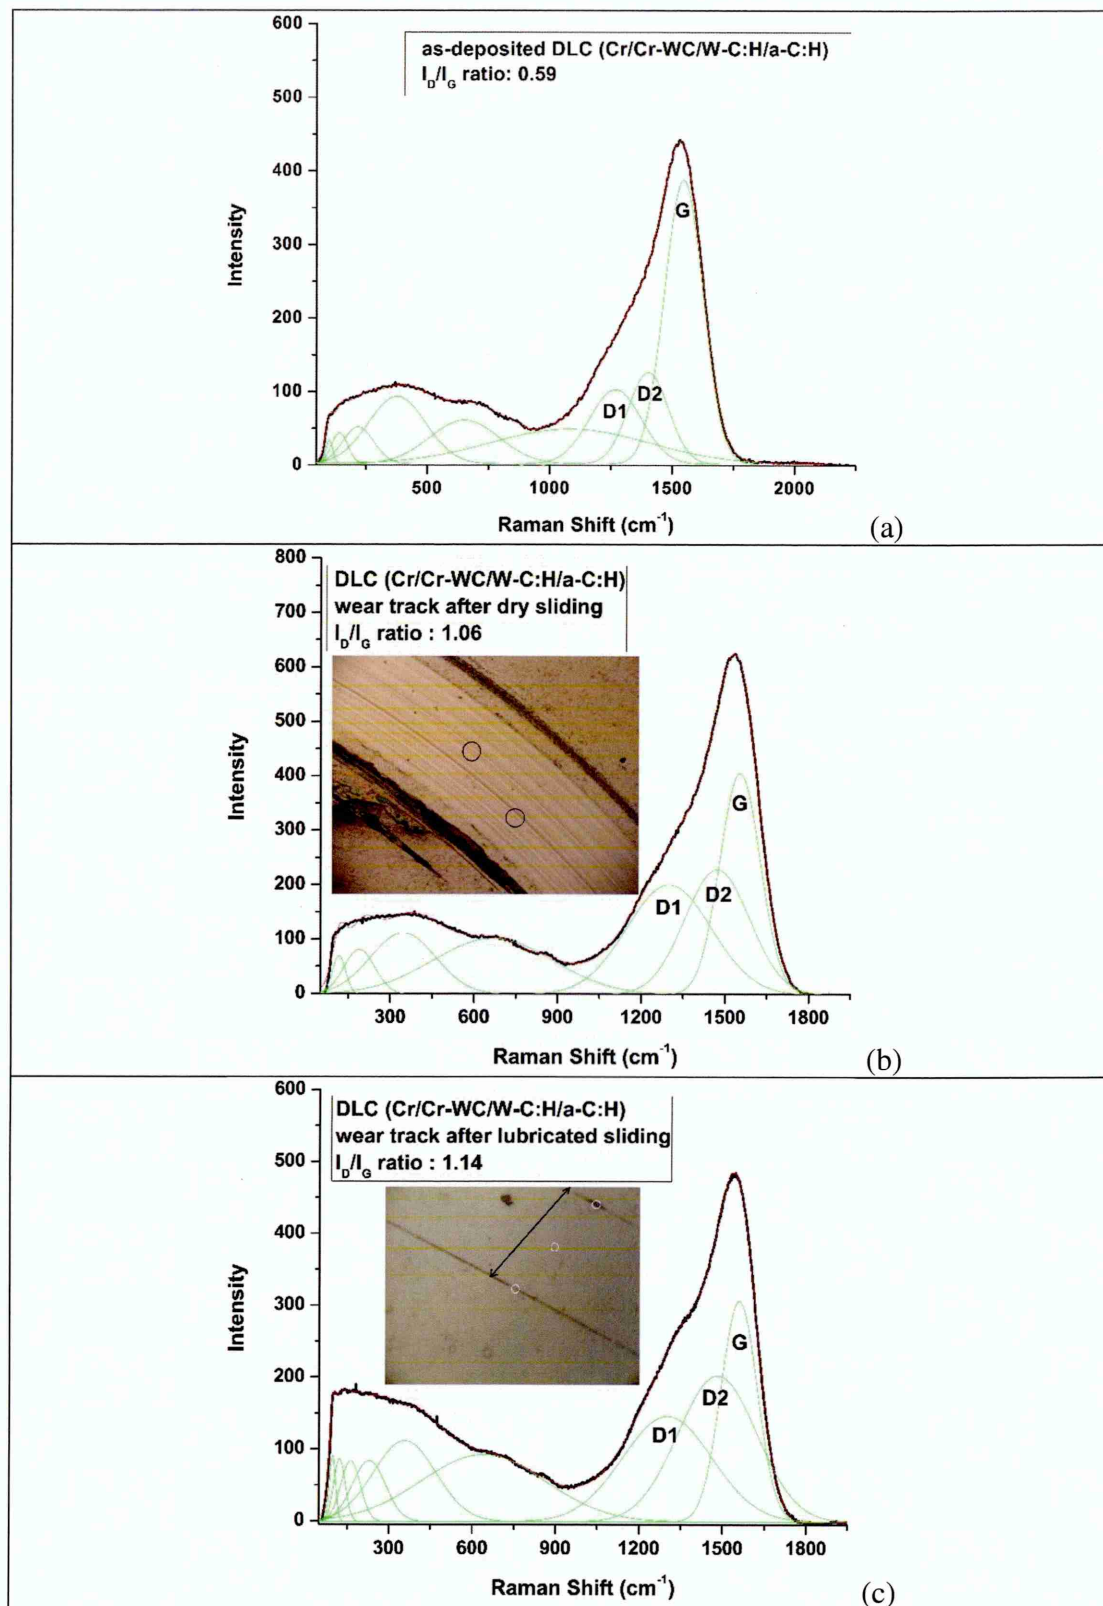 600
500
400
300
200
100
0
Intensity
as-deposited DLC (Cr/Cr-WC/W-C:H/a-C:H)
I_D/I_G ratio: 0.59
G
D1
D2
500 1000 1500 2000
Raman Shift (cm⁻¹)
(a)
800
700
600
500
400
300
200
100
0
Intensity
DLC (Cr/Cr-WC/W-C:H/a-C:H)
wear track after dry sliding
I_D/I_G ratio : 1.06
G
D1
D2
300 600 900 1200 1500 1800
Raman Shift (cm⁻¹)
(b)
600
500
400
300
200
100
0
Intensity
DLC (Cr/Cr-WC/W-C:H/a-C:H)
wear track after lubricated sliding
I_D/I_G ratio : 1.14
G
D1
D2
300 600 900 1200 1500 1800
Raman Shift (cm⁻¹)
(c)